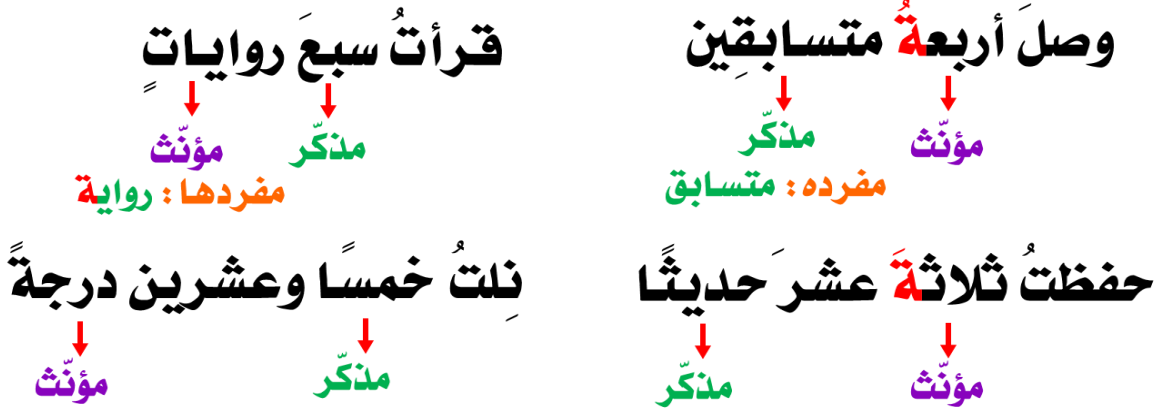 وصلَ أربعةُ متسابقِين
مؤنّث
مذكّر
مفرده : متسابق
قرأتُ سبعَ رواياتٍ
مذكّر
مؤنّث
مفردها : رواية
حفظتُ ثلاثةَ عشرَ حديثًا
مؤنّث
مذكّر
نِلتُ خمسًا وعشرين درجةً
مذكّر
مؤنّث